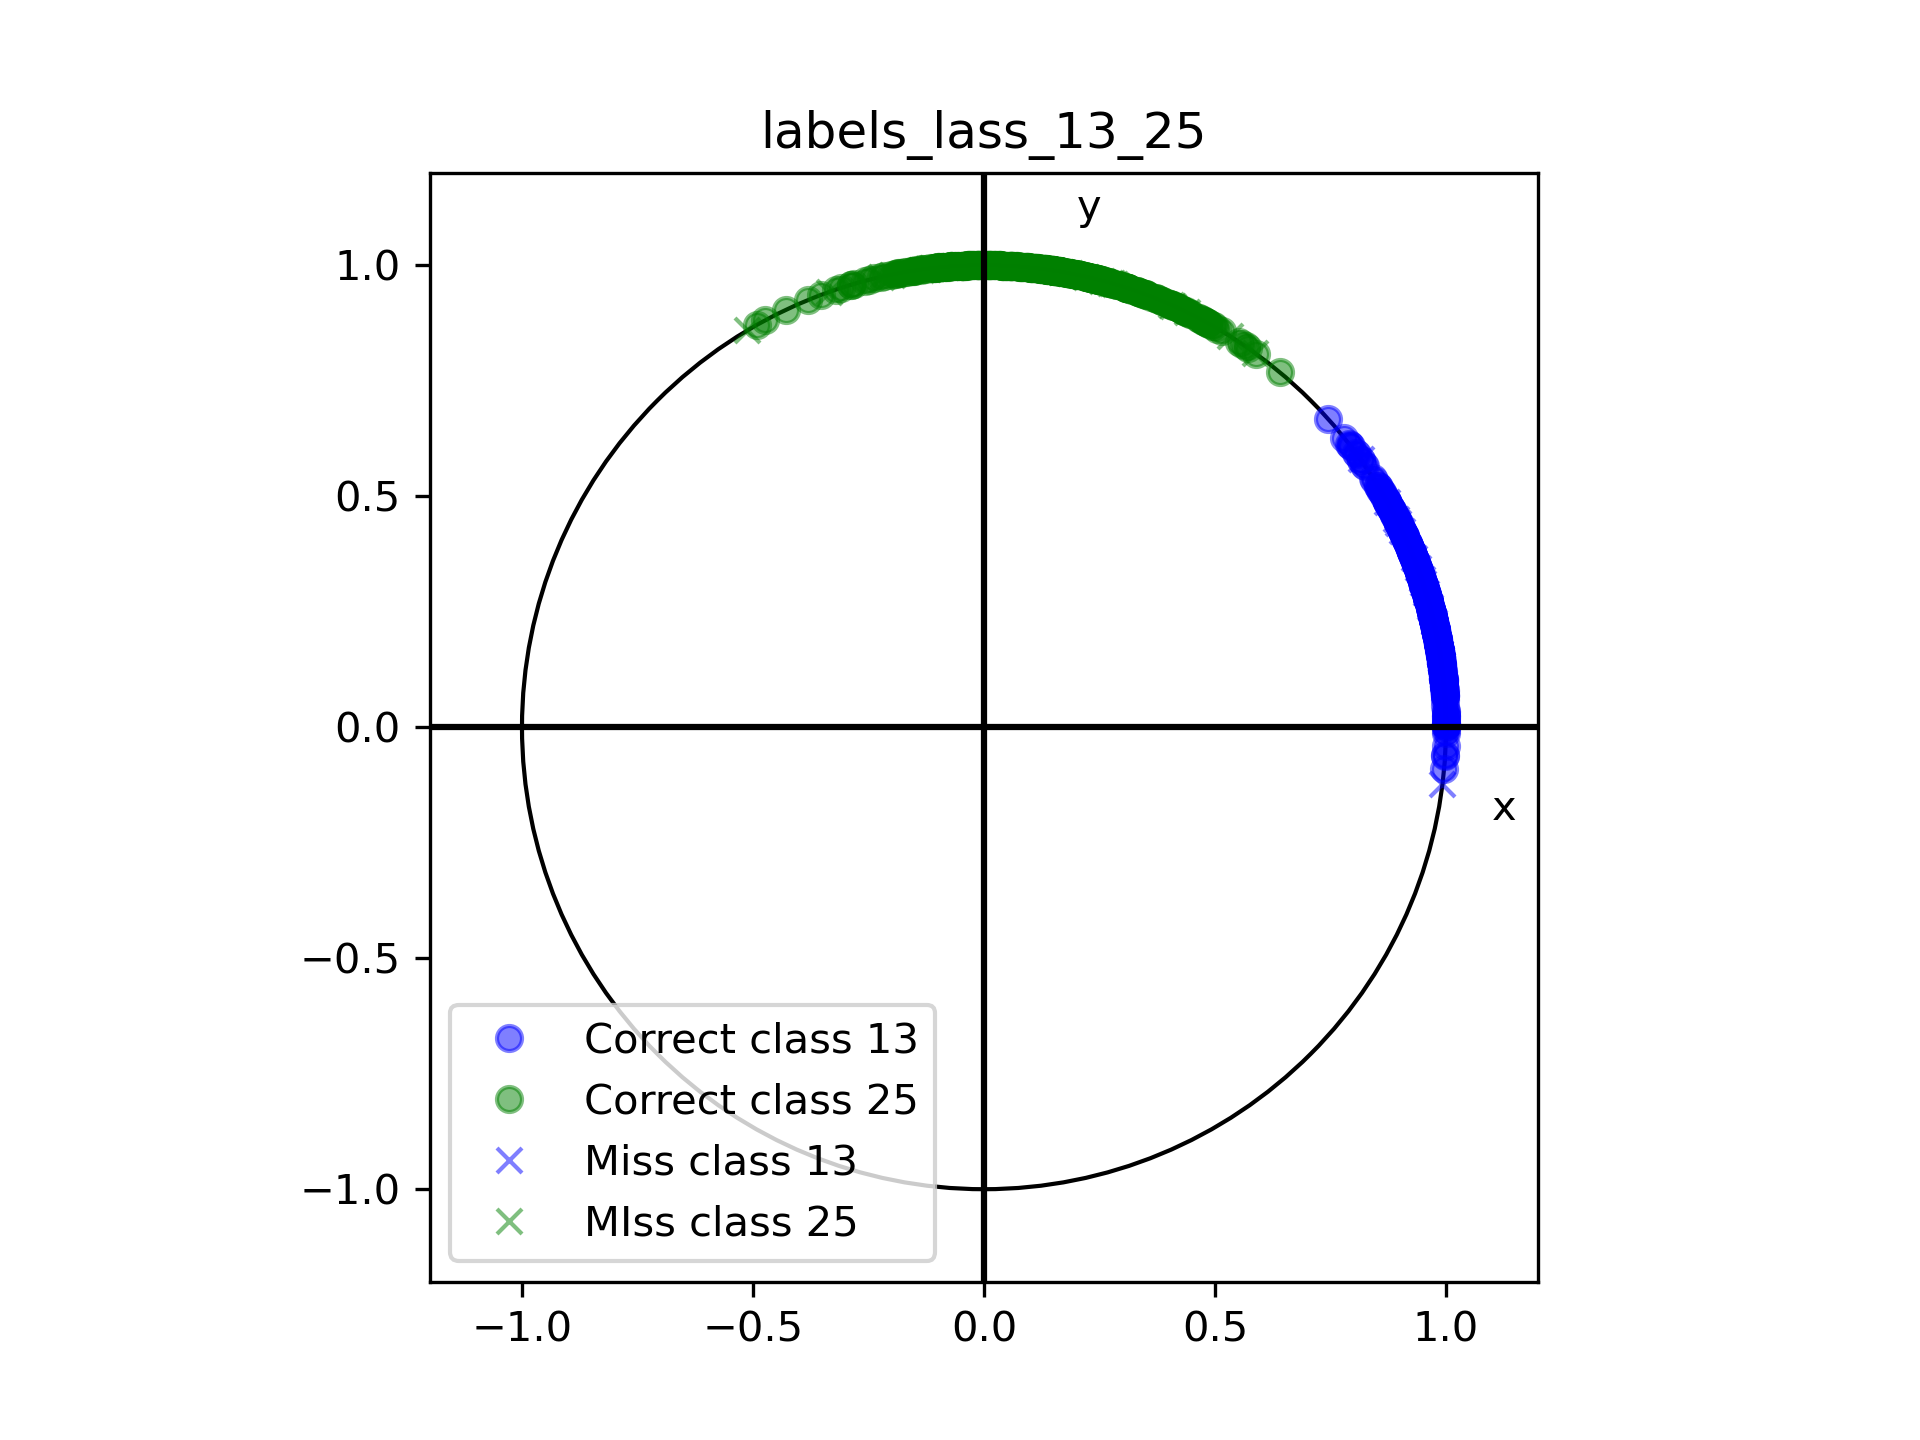 labels_lass_13_25
y
1.0
0.5
0.0
−0.5
−1.0
x
Correct class 13
Correct class 25
Miss class 13
MIss class 25
−1.0 −0.5 0.0 0.5 1.0